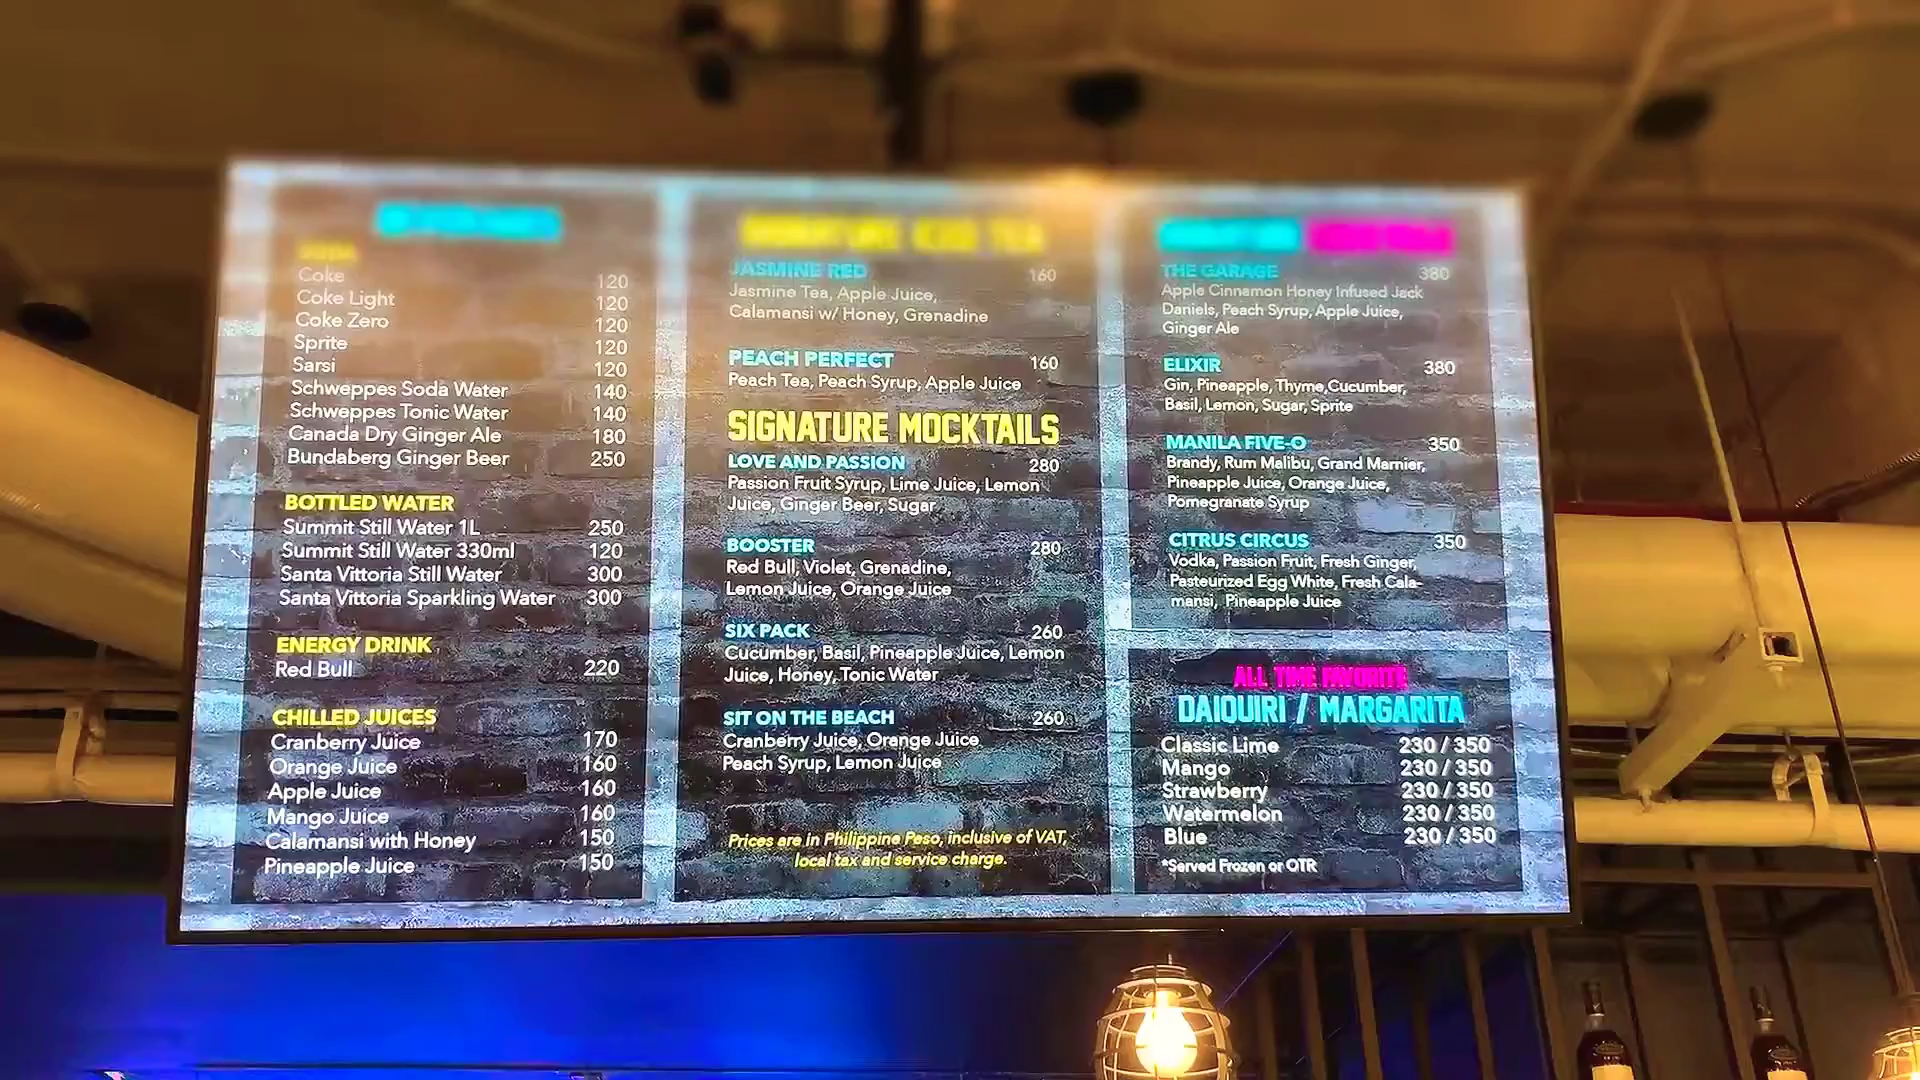 SODA
Coke 120
Coke Light 120
Coke Zero 120
Sprite 120
Sarsi 120
Schweppes Soda Water 140
Schweppes Tonic Water 140
Canada Dry Ginger Ale 180
Bundaberg Ginger Beer 250
BOTTLED WATER
Summit Still Water 1L 250
Summit Still Water 330ml 120
Santa Vittoria Still Water 300
Santa Vittoria Sparkling Water 300
ENERGY DRINK
Red Bull 220
CHILLED JUICES
Cranberry Juice 170
Orange Juice 160
Apple Juice 160
Mango Juice 160
Calamansi with Honey 150
Pineapple Juice 150
SIGNATURE ICED TEA
JASMINE RED 160
Jasmine Tea, Apple Juice,
Calamansi w/ Honey, Grenadine
PEACH PERFECT 160
Peach Tea, Peach Syrup, Apple Juice
SIGNATURE MOCKTAILS
LOVE AND PASSION 280
Passion Fruit Syrup, Lime Juice, Lemon
Juice, Ginger Beer, Sugar
BOOSTER 280
Red Bull, Violet, Grenadine,
Lemon Juice, Orange Juice
SIX PACK 260
Cucumber, Basil, Pineapple Juice, Lemon
Juice, Honey, Tonic Water
SIT ON THE BEACH 260
Cranberry Juice, Orange Juice
Peach Syrup, Lemon Juice
Prices are in Philippine Peso, inclusive of VAT,
local tax and service charge.
THE GARAGE 380
Apple Cinnamon Honey Infused Jack
Daniels, Peach Syrup, Apple Juice,
Ginger Ale
ELIXIR 380
Gin, Pineapple, Thyme,Cucumber,
Basil, Lemon, Sugar, Sprite
MANILA FIVE-O 350
Brandy, Rum Malibu, Grand Marnier,
Pineapple Juice, Orange Juice,
Pomegranate Syrup
CITRUS CIRCUS 350
Vodka, Passion Fruit, Fresh Ginger,
Pasteurized Egg White, Fresh Cala-
mansi, Pineapple Juice
ALL TIME FAVORITE
DAIQUIRI / MARGARITA
Classic Lime 230 / 350
Mango 230 / 350
Strawberry 230 / 350
Watermelon 230 / 350
Blue 230 / 350
*Served Frozen or OTR